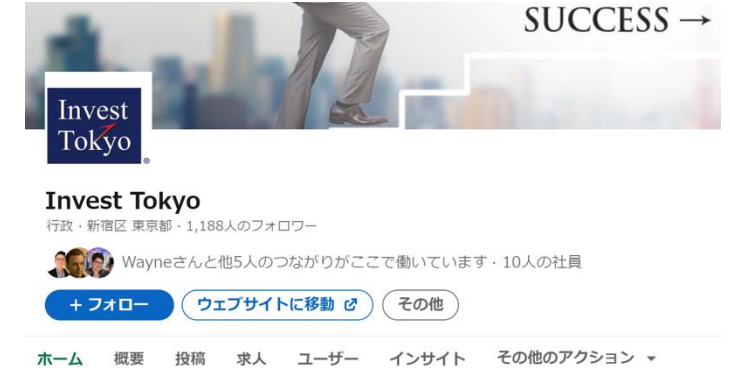 SUCCESS →
Invest
Tokyo
®
Invest Tokyo
行政・新宿区 東京都・1,188人のフォロワー
Wayneさんと他5人のつながりがここで働いています・10人の社員
+ フォロー ウェブサイトに移動 その他
ホーム 概要 投稿 求人 ユーザー インサイト その他のアクション